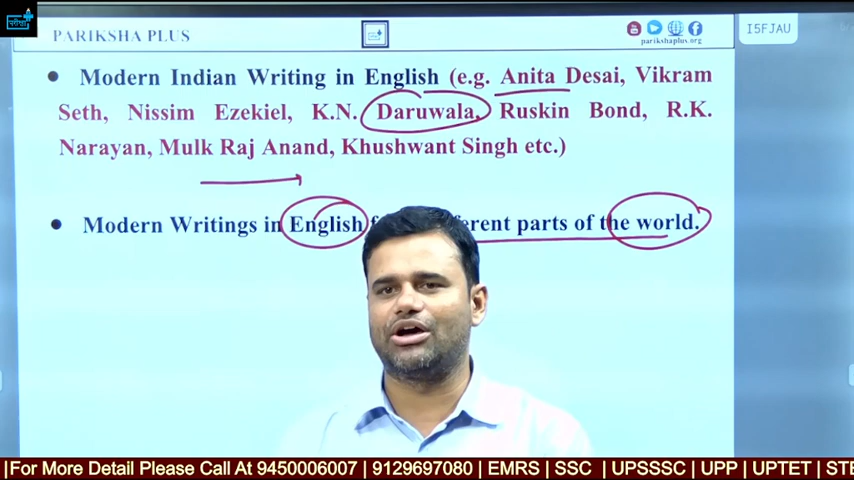 परीक्षा
PARIKSHA PLUS
parikshaplus.org
I5FJAU
• Modern Indian Writing in English (e.g. Anita Desai, Vikram
Seth, Nissim Ezekiel, K.N. Daruwala, Ruskin Bond, R.K.
Narayan, Mulk Raj Anand, Khushwant Singh etc.)
• Modern Writings in English parts of the world.
|For More Detail Please Call At 9450006007 | 9129697080 | EMRS | SSC | UPSSSC | UPP | UPTET | STE